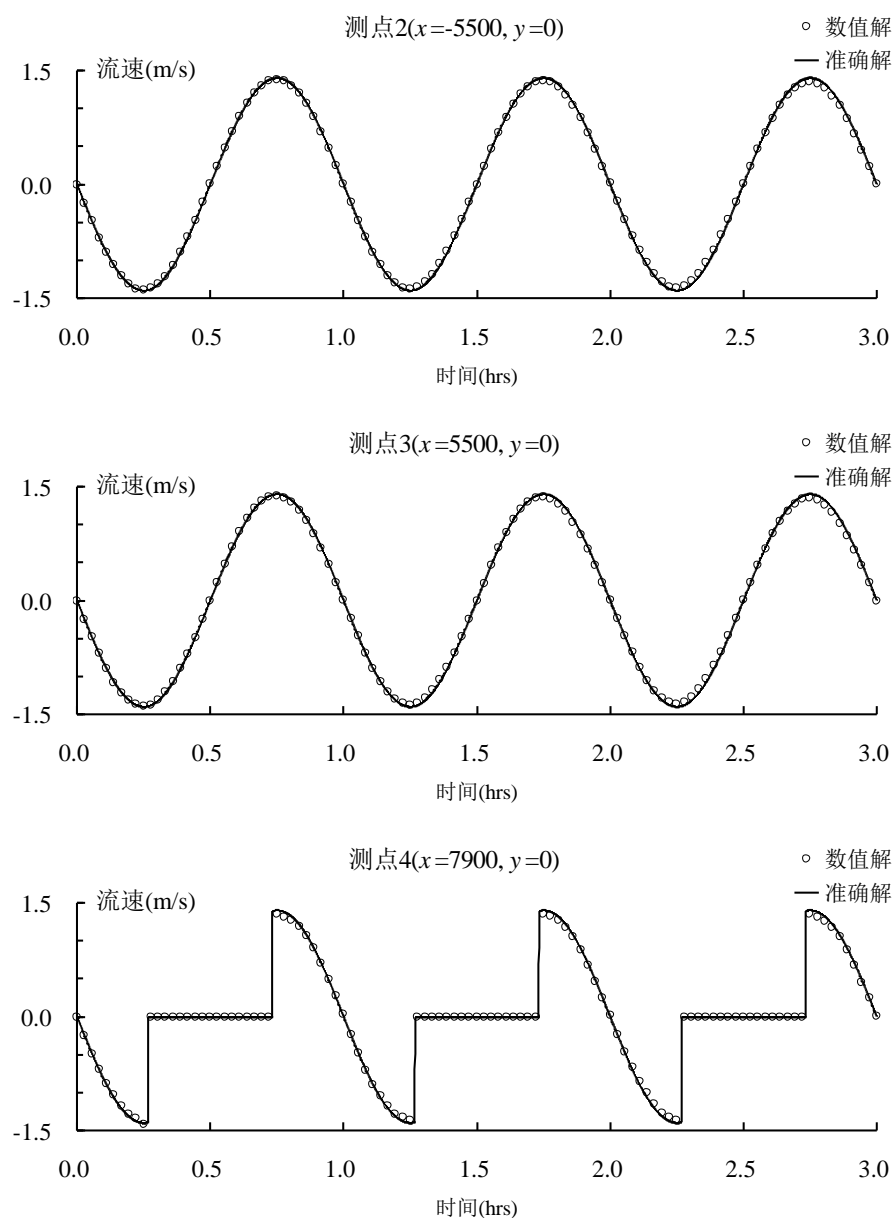 测点2(x=-5500, y=0)
○ 数值解
— 准确解
流速(m/s)
1.5
0.0
-1.5
0.0 0.5 1.0 1.5 2.0 2.5 3.0
时间(hrs)
测点3(x=5500, y=0)
○ 数值解
— 准确解
流速(m/s)
1.5
0.0
-1.5
0.0 0.5 1.0 1.5 2.0 2.5 3.0
时间(hrs)
测点4(x=7900, y=0)
○ 数值解
— 准确解
流速(m/s)
1.5
0.0
-1.5
0.0 0.5 1.0 1.5 2.0 2.5 3.0
时间(hrs)